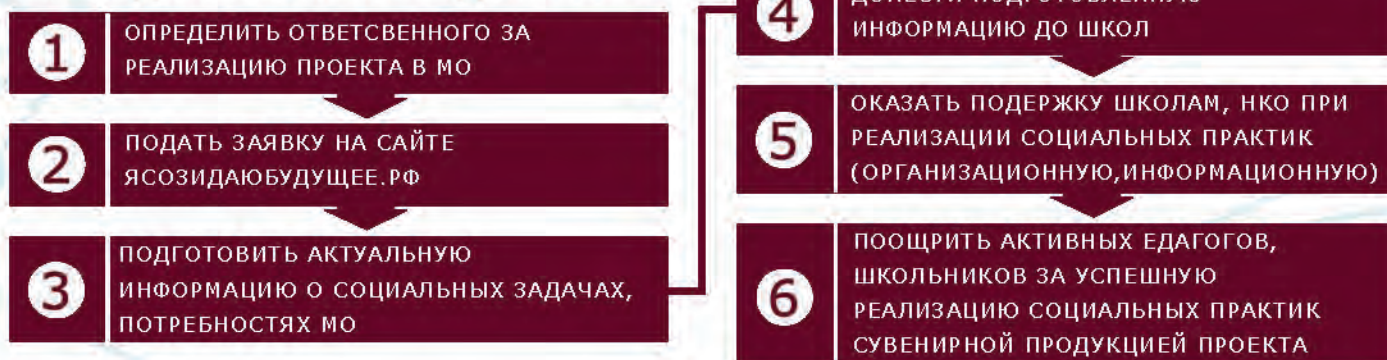 1
ОПРЕДЕЛИТЬ ОТВЕТСВЕННОГО ЗА
РЕАЛИЗАЦИЮ ПРОЕКТА В МО
2
ПОДАТЬ ЗАЯВКУ НА САЙТЕ
ЯСОЗИДАЮБУДУЩЕЕ.РФ
3
ПОДГОТОВИТЬ АКТУАЛЬНУЮ
ИНФОРМАЦИЮ О СОЦИАЛЬНЫХ ЗАДАЧАХ,
ПОТРЕБНОСТЯХ МО
4
ИНФОРМАЦИЮ ДО ШКОЛ
5
ОКАЗАТЬ ПОДЕРЖКУ ШКОЛАМ, НКО ПРИ
РЕАЛИЗАЦИИ СОЦИАЛЬНЫХ ПРАКТИК
(ОРГАНИЗАЦИОННУЮ,ИНФОРМАЦИОННУЮ)
6
ПООЩРИТЬ АКТИВНЫХ ЕДАГОГОВ,
ШКОЛЬНИКОВ ЗА УСПЕШНУЮ
РЕАЛИЗАЦИЮ СОЦИАЛЬНЫХ ПРАКТИК
СУВЕНИРНОЙ ПРОДУКЦИЕЙ ПРОЕКТА